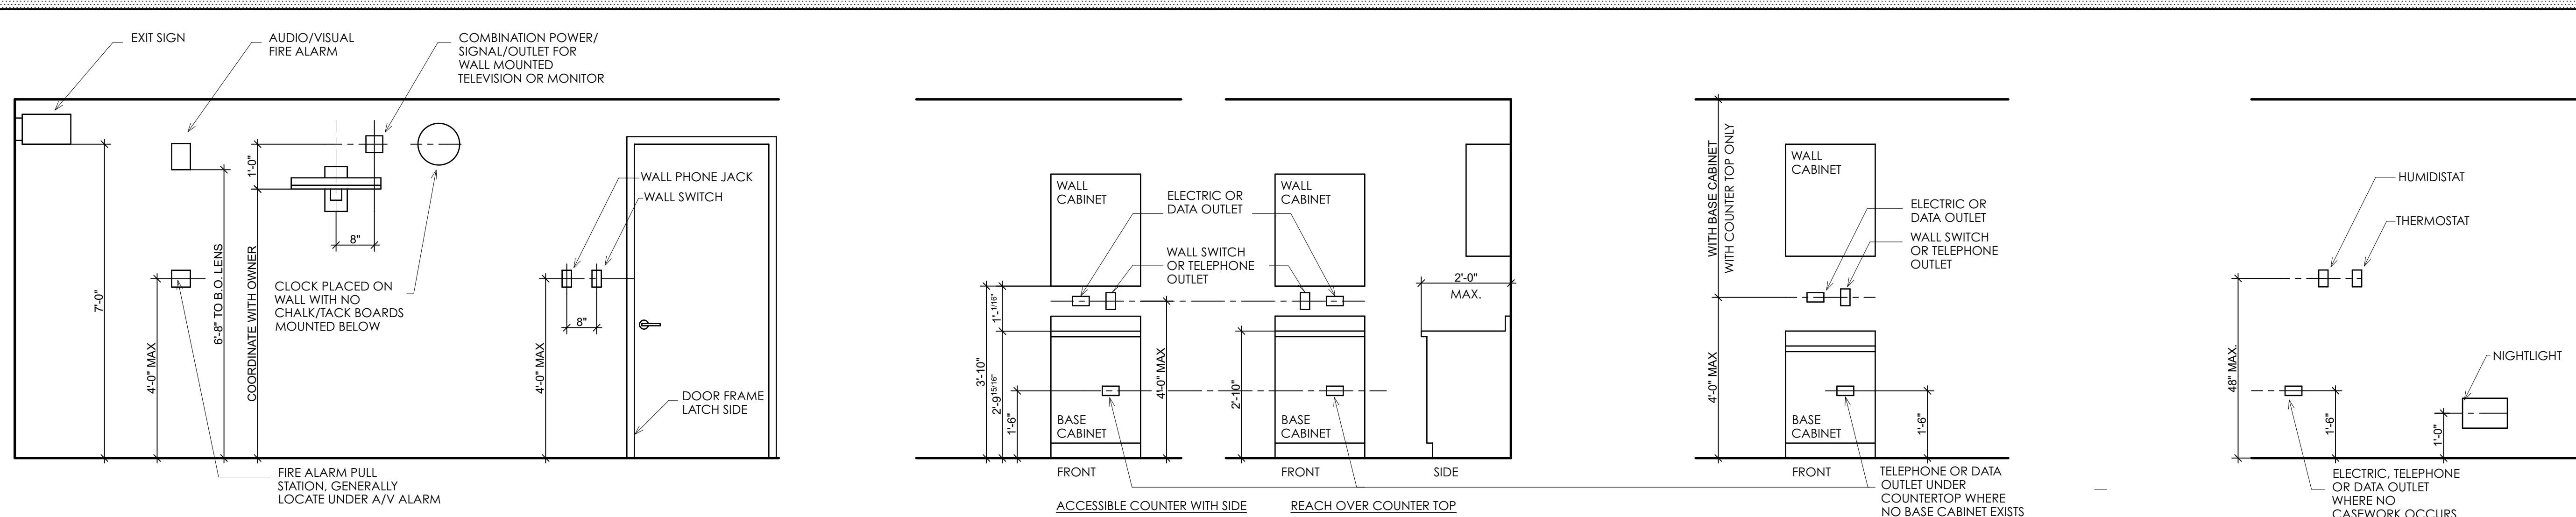 EXIT SIGN
AUDIO/VISUAL
FIRE ALARM
COMBINATION POWER/
SIGNAL/OUTLET FOR
WALL MOUNTED
TELEVISION OR MONITOR
7'-0"
4'-0" MAX
6'-8" TO B.O. LENS
1'-0"
COORDINATE WITH OWNER
8"
CLOCK PLACED ON
WALL WITH NO
CHALK/TACK BOARDS
MOUNTED BELOW
WALL PHONE JACK
WALL SWITCH
8"
4'-0" MAX
DOOR FRAME
LATCH SIDE
FIRE ALARM PULL
STATION, GENERALLY
LOCATE UNDER A/V ALARM
WALL
CABINET
ELECTRIC OR
DATA OUTLET
WALL SWITCH
OR TELEPHONE
OUTLET
WALL
CABINET
3'-10"
1'-1/16"
2'-9 15/16"
1'-6"
4'-0" MAX
2'-10"
BASE
CABINET
BASE
CABINET
2'-0"
MAX.
FRONT
FRONT
SIDE
ACCESSIBLE COUNTER WITH SIDE
REACH OVER COUNTER TOP
WITH BASE CABINET
WITH COUNTER TOP ONLY
4'-0" MAX
WALL
CABINET
ELECTRIC OR
DATA OUTLET
WALL SWITCH
OR TELEPHONE
OUTLET
BASE
CABINET
1'-6"
FRONT
TELEPHONE OR DATA
OUTLET UNDER
COUNTERTOP WHERE
NO BASE CABINET EXISTS
HUMIDISTAT
THERMOSTAT
48" MAX.
1'-6"
1'-0"
NIGHTLIGHT
ELECTRIC, TELEPHONE
OR DATA OUTLET
WHERE NO
CASEWORK OCCURS